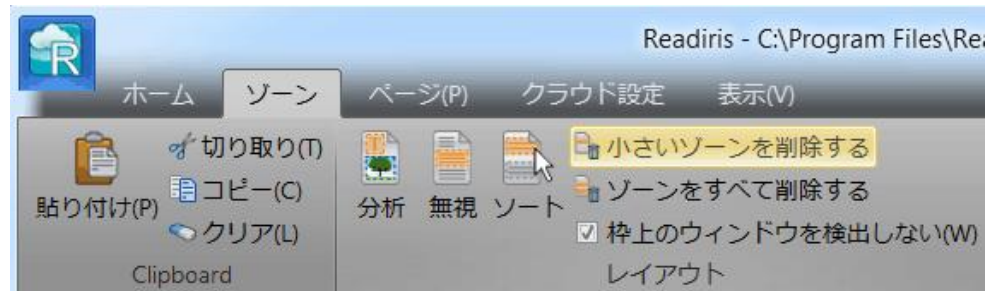 Readiris - C:\Program Files\Rea
ホーム ゾーン ページ(P) クラウド設定 表示(V)
貼り付け(P)
切り取り(T)
コピー(C)
クリア(L)
Clipboard
分析 無視 ソート
小さいゾーンを削除する
ゾーンをすべて削除する
枠上のウィンドウを検出しない(W)
レイアウト